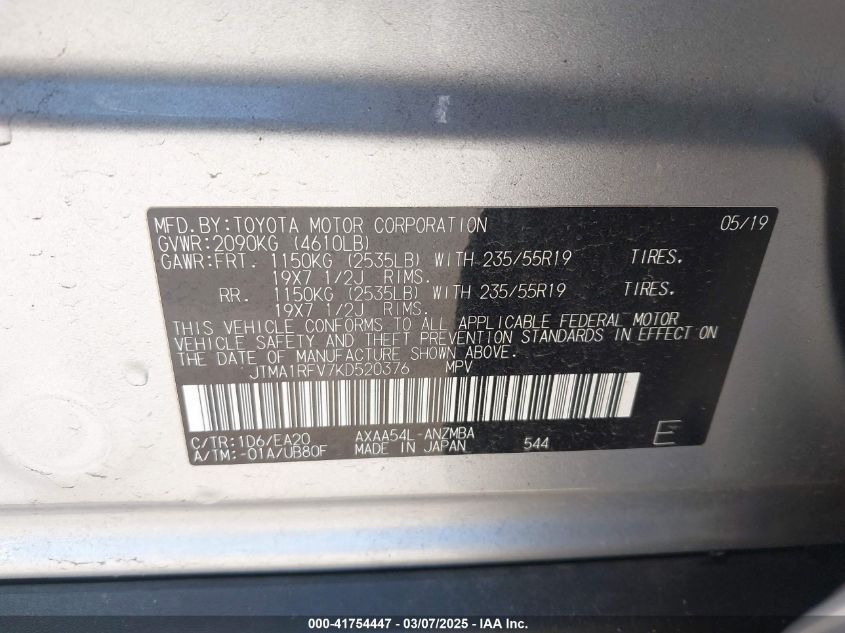 MFD.BY:TOYOTA MOTOR CORPORATION 05/19
GVWR:2090KG (4610LB)
GAWR:FRT. 1150KG (2535LB) WITH 235/55R19 TIRES.
19X7 1/2J RIMS.
RR. 1150KG (2535LB) WITH 235/55R19 TIRES.
19X7 1/2J RIMS.
THIS VEHICLE CONFORMS TO ALL APPLICABLE FEDERAL MOTOR
VEHICLE SAFETY AND THEFT PREVENTION STANDARDS IN EFFECT ON
THE DATE OF MANUFACTURE SHOWN ABOVE.
JTMA1RFV7KD520376 MPV
C/TR:1D6/EA20 AXAA54L-ANZMBA
A/TM:-01A/UB80F MADE IN JAPAN 544 E
000-41754447 - 03/07/2025 - IAA Inc.